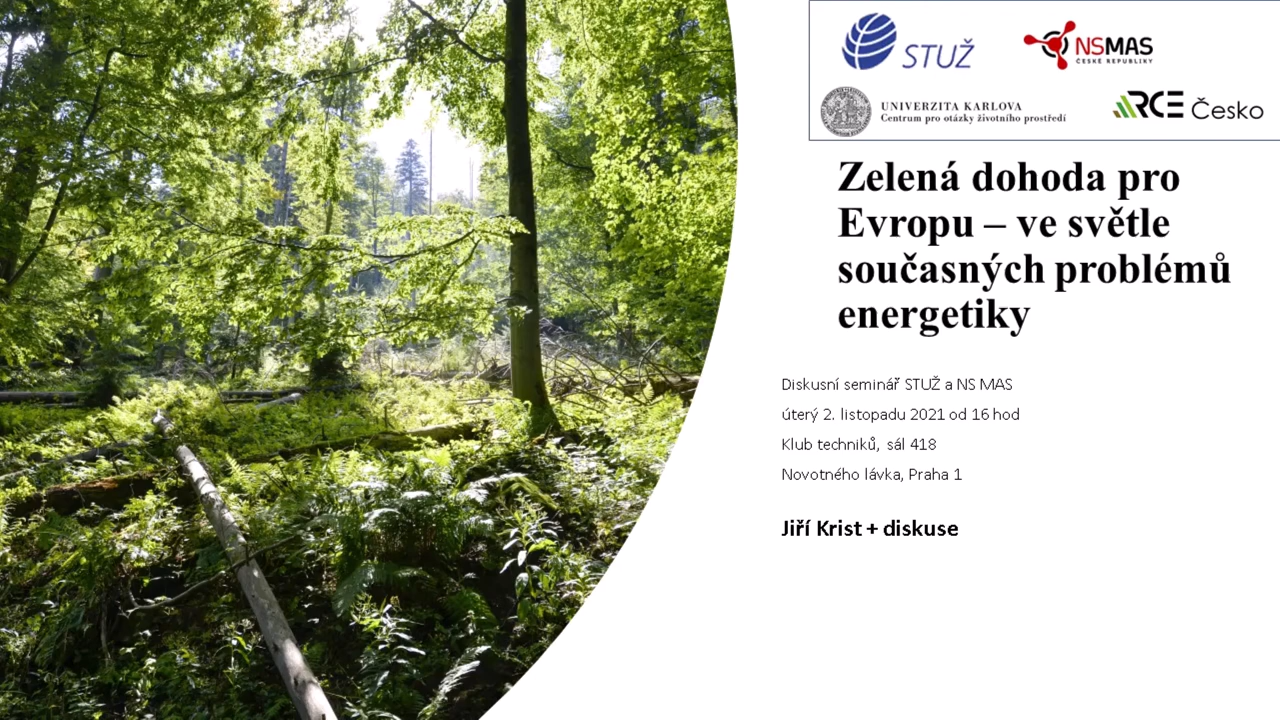 STUŽ
NSMAS
ČESKÉ REPUBLIKY
UNIVERZITA KARLOVA
Centrum pro otázky životního prostředí
RCE Česko
Zelená dohoda pro
Evropu – ve světle
současných problémů
energetiky
Diskusní seminář STUŽ a NS MAS
úterý 2. listopadu 2021 od 16 hod
Klub techniků, sál 418
Novotného lávka, Praha 1
Jiří Krist + diskuse